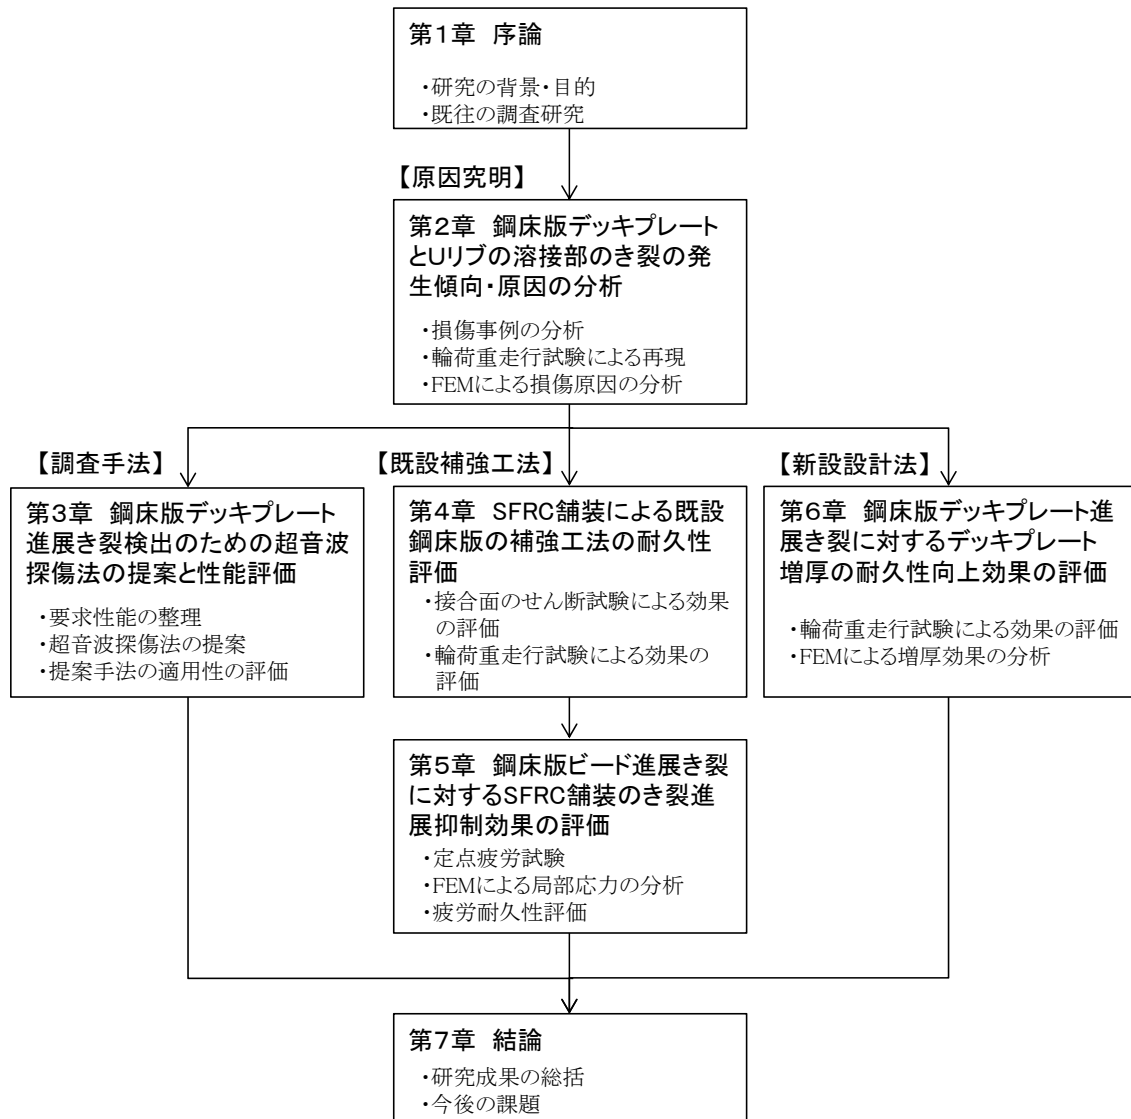 第1章 序論
・研究の背景・目的
・既往の調査研究
【原因究明】
第2章 鋼床版デッキプレート
とUリブの溶接部のき裂の発
生傾向・原因の分析
・損傷事例の分析
・輪荷重走行試験による再現
・FEMによる損傷原因の分析
【調査手法】
第3章 鋼床版デッキプレート
進展き裂検出のための超音波
探傷法の提案と性能評価
・要求性能の整理
・超音波探傷法の提案
・提案手法の適用性の評価
【既設補強工法】
第4章 SFRC舗装による既設
鋼床版の補強工法の耐久性
評価
・接合面のせん断試験による効果
の評価
・輪荷重走行試験による効果の
評価
第5章 鋼床版ビード進展き裂
に対するSFRC舗装のき裂進
展抑制効果の評価
・定点疲労試験
・FEMによる局部応力の分析
・疲労耐久性評価
【新設設計法】
第6章 鋼床版デッキプレート進
展き裂に対するデッキプレート
増厚の耐久性向上効果の評価
・輪荷重走行試験による効果の評価
・FEMによる増厚効果の分析
第7章 結論
・研究成果の総括
・今後の課題